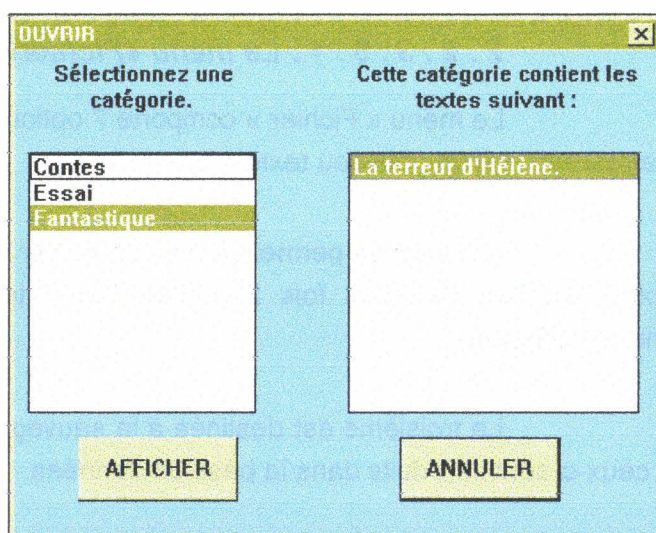 OUVRIR
Sélectionnez une
catégorie.
Cette catégorie contient les
textes suivant :
Contes
Essai
Fantastique
La terreur d'Hélène.
AFFICHER
ANNULER